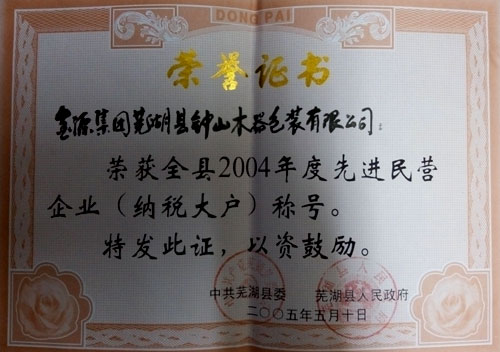 DONG PAI
荣誉证书
鑫源集团芜湖县钟山木器包装有限公司:
荣获全县2004年度先进民营
企业(纳税大户)称号。
特发此证,以资鼓励。
中共芜湖县委 芜湖县人民政府
二〇〇五年五月十日